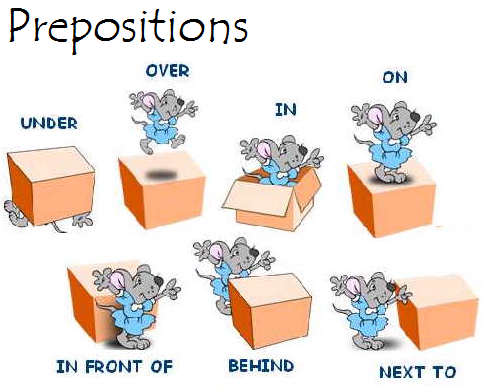 Prepositions
OVER
ON
IN
UNDER
IN FRONT OF
BEHIND
NEXT TO